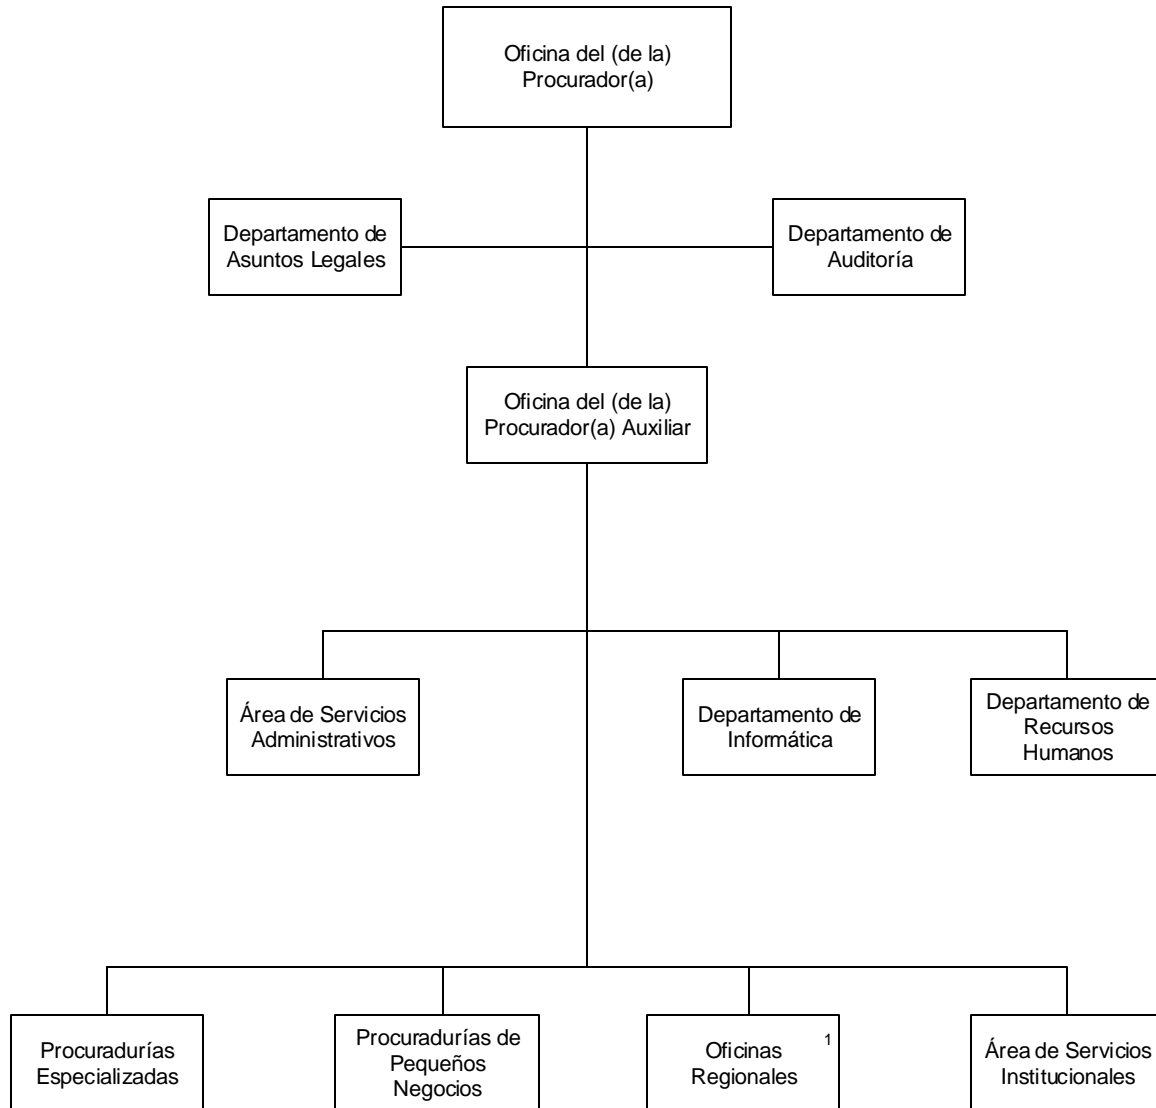 Oficina del (de la)
Procurador(a)
Departamento de
Asuntos Legales
Departamento de
Auditoría
Oficina del (de la)
Procurador(a) Auxiliar
Área de Servicios
Administrativos
Departamento de
Informática
Departamento de
Recursos
Humanos
Procuradurías
Especializadas
Procuradurías de
Pequeños
Negocios
Oficinas 1
Regionales
Área de Servicios
Institucionales